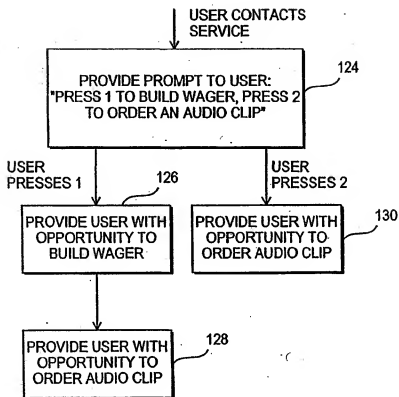 USER CONTACTS
SERVICE
PROVIDE PROMPT TO USER:
"PRESS 1 TO BUILD WAGER, PRESS 2
TO ORDER AN AUDIO CLIP"
124
USER
PRESSES 1
126
USER
PRESSES 2
PROVIDE USER WITH
OPPORTUNITY TO
BUILD WAGER
PROVIDE USER WITH
OPPORTUNITY TO
ORDER AUDIO CLIP
130
PROVIDE USER WITH
OPPORTUNITY TO
ORDER AUDIO CLIP
128